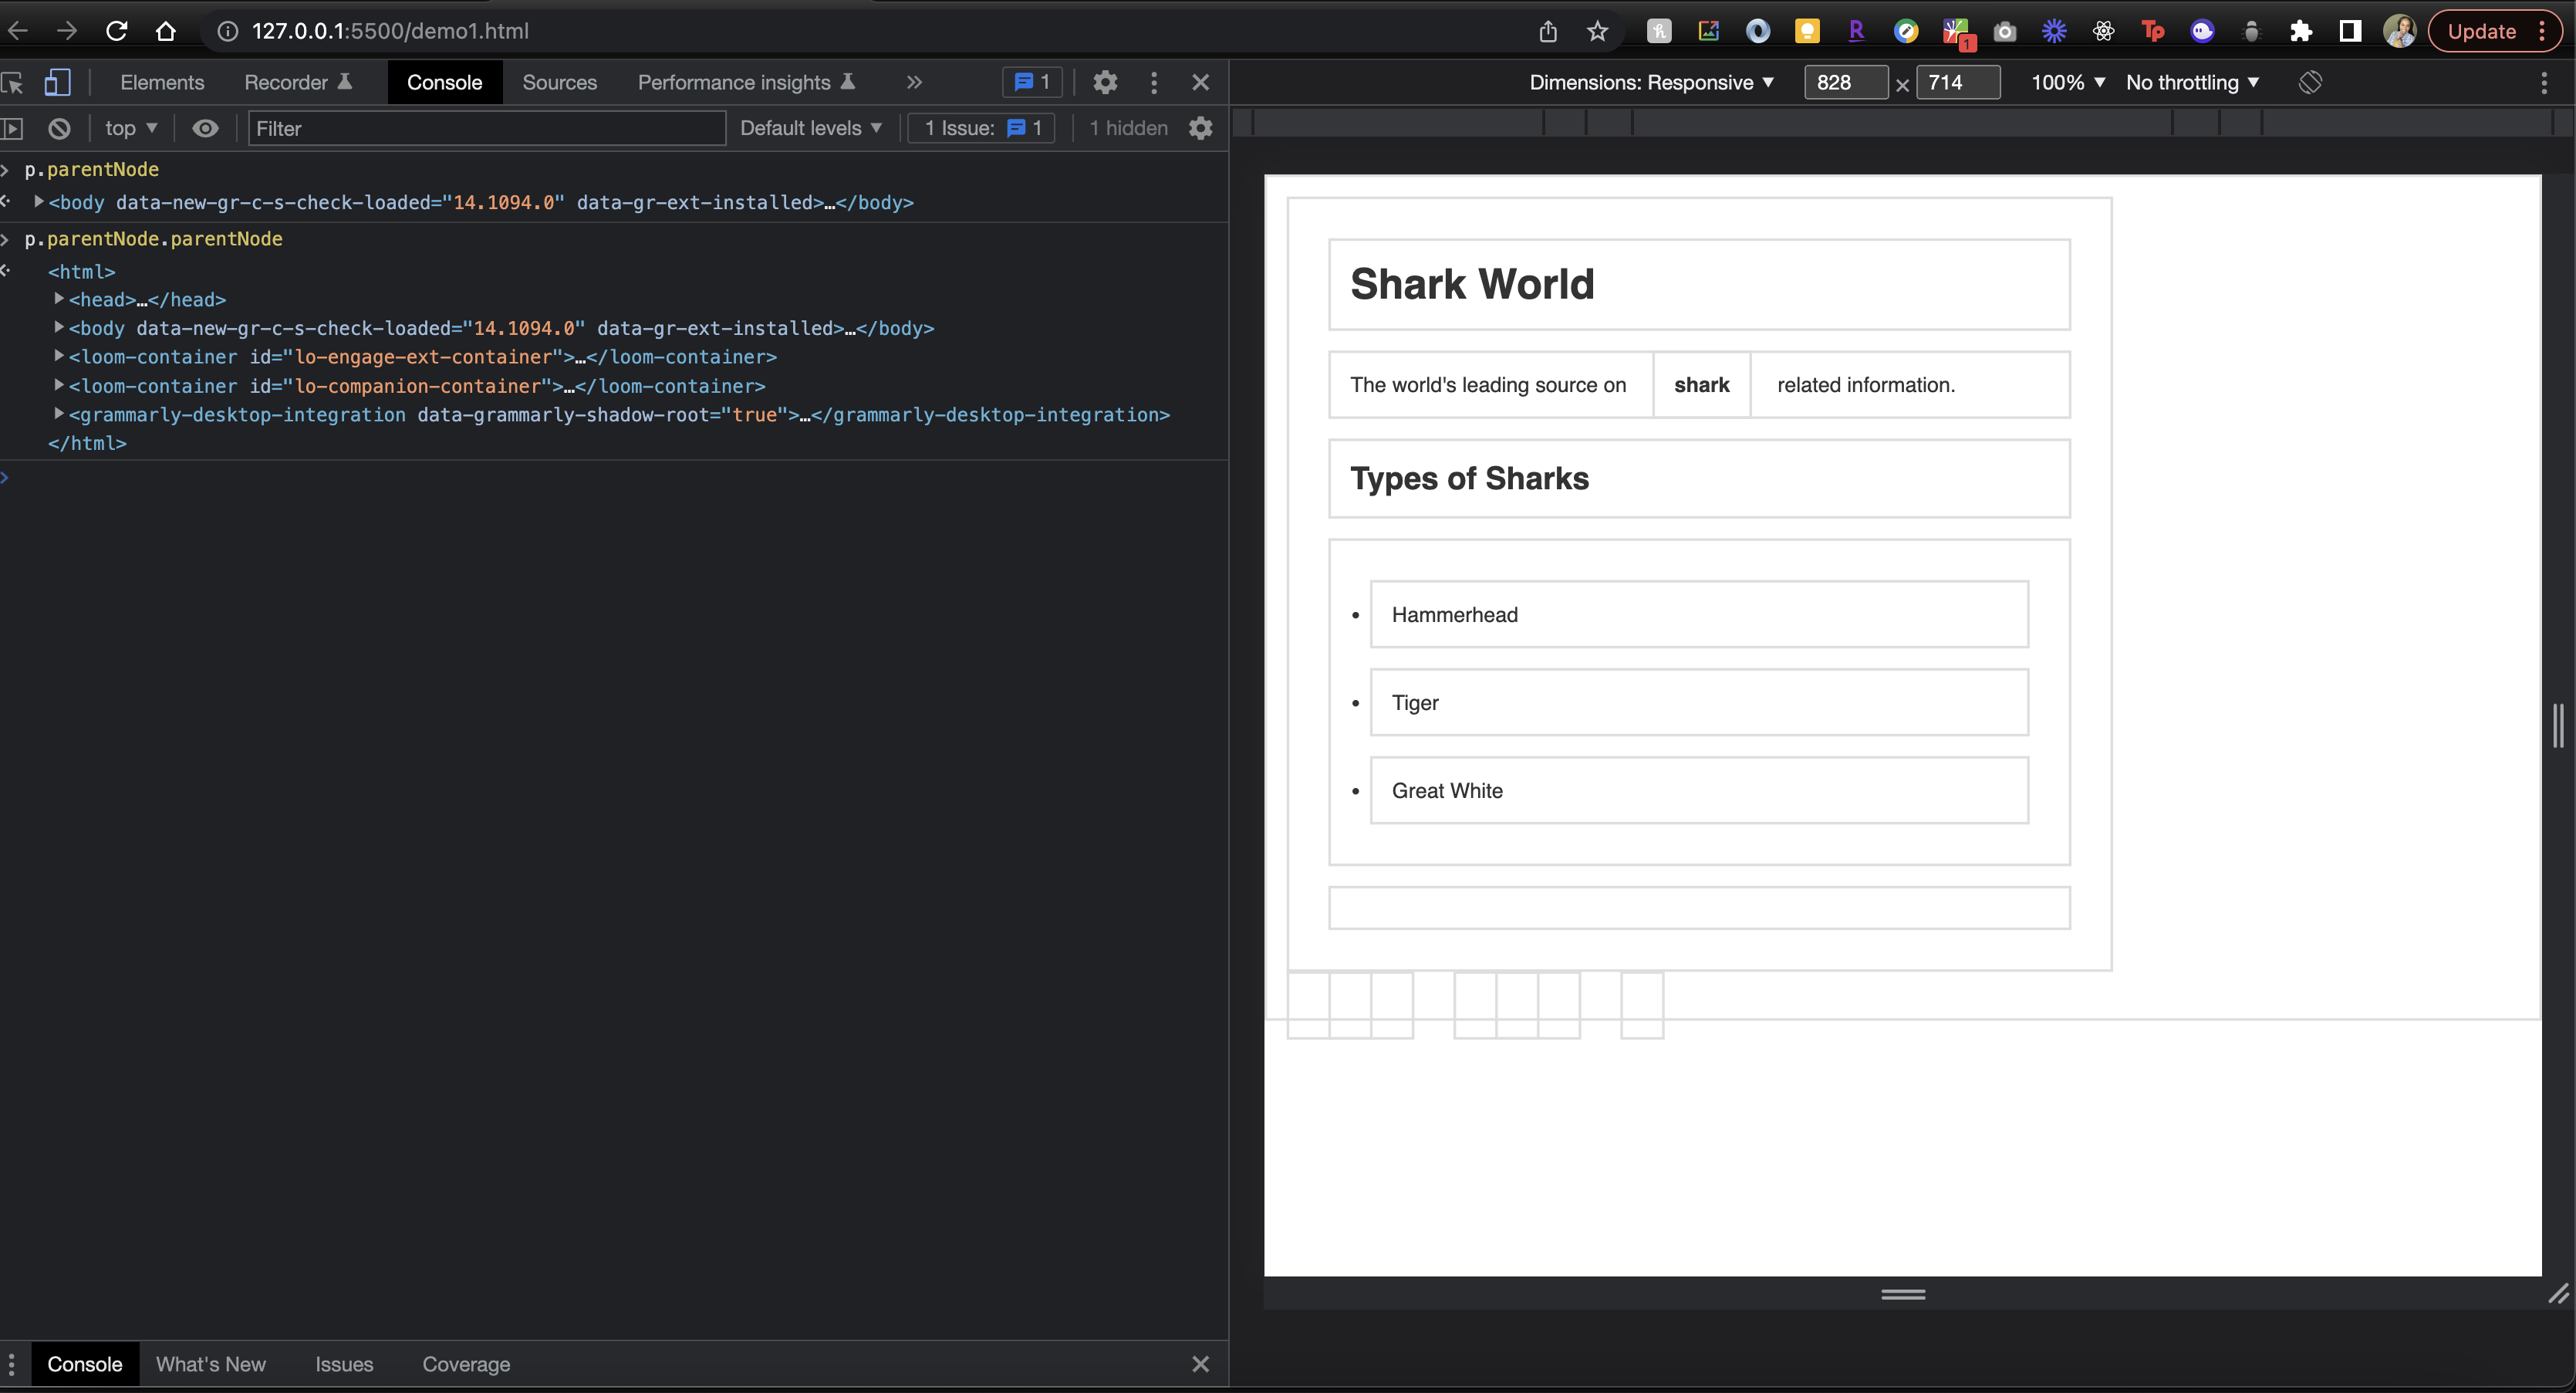 127.0.0.1:5500/demo1.html
1
Update
Elements
Recorder
Console
Sources
Performance insights
1
Dimensions: Responsive
828
×
714
100%
No throttling
top
Filter
Default levels
1 Issue:
1
1 hidden
p.parentNode
<body data-new-gr-c-s-check-loaded="14.1094.0" data-gr-ext-installed>…</body>
p.parentNode.parentNode
<html>
<head>…</head>
<body data-new-gr-c-s-check-loaded="14.1094.0" data-gr-ext-installed>…</body>
<loom-container id="lo-engage-ext-container">…</loom-container>
<loom-container id="lo-companion-container">…</loom-container>
<grammarly-desktop-integration data-grammarly-shadow-root="true">…</grammarly-desktop-integration>
</html>
Shark World
The world's leading source on shark related information.
Types of Sharks
• Hammerhead
• Tiger
• Great White
Console
What's New
Issues
Coverage